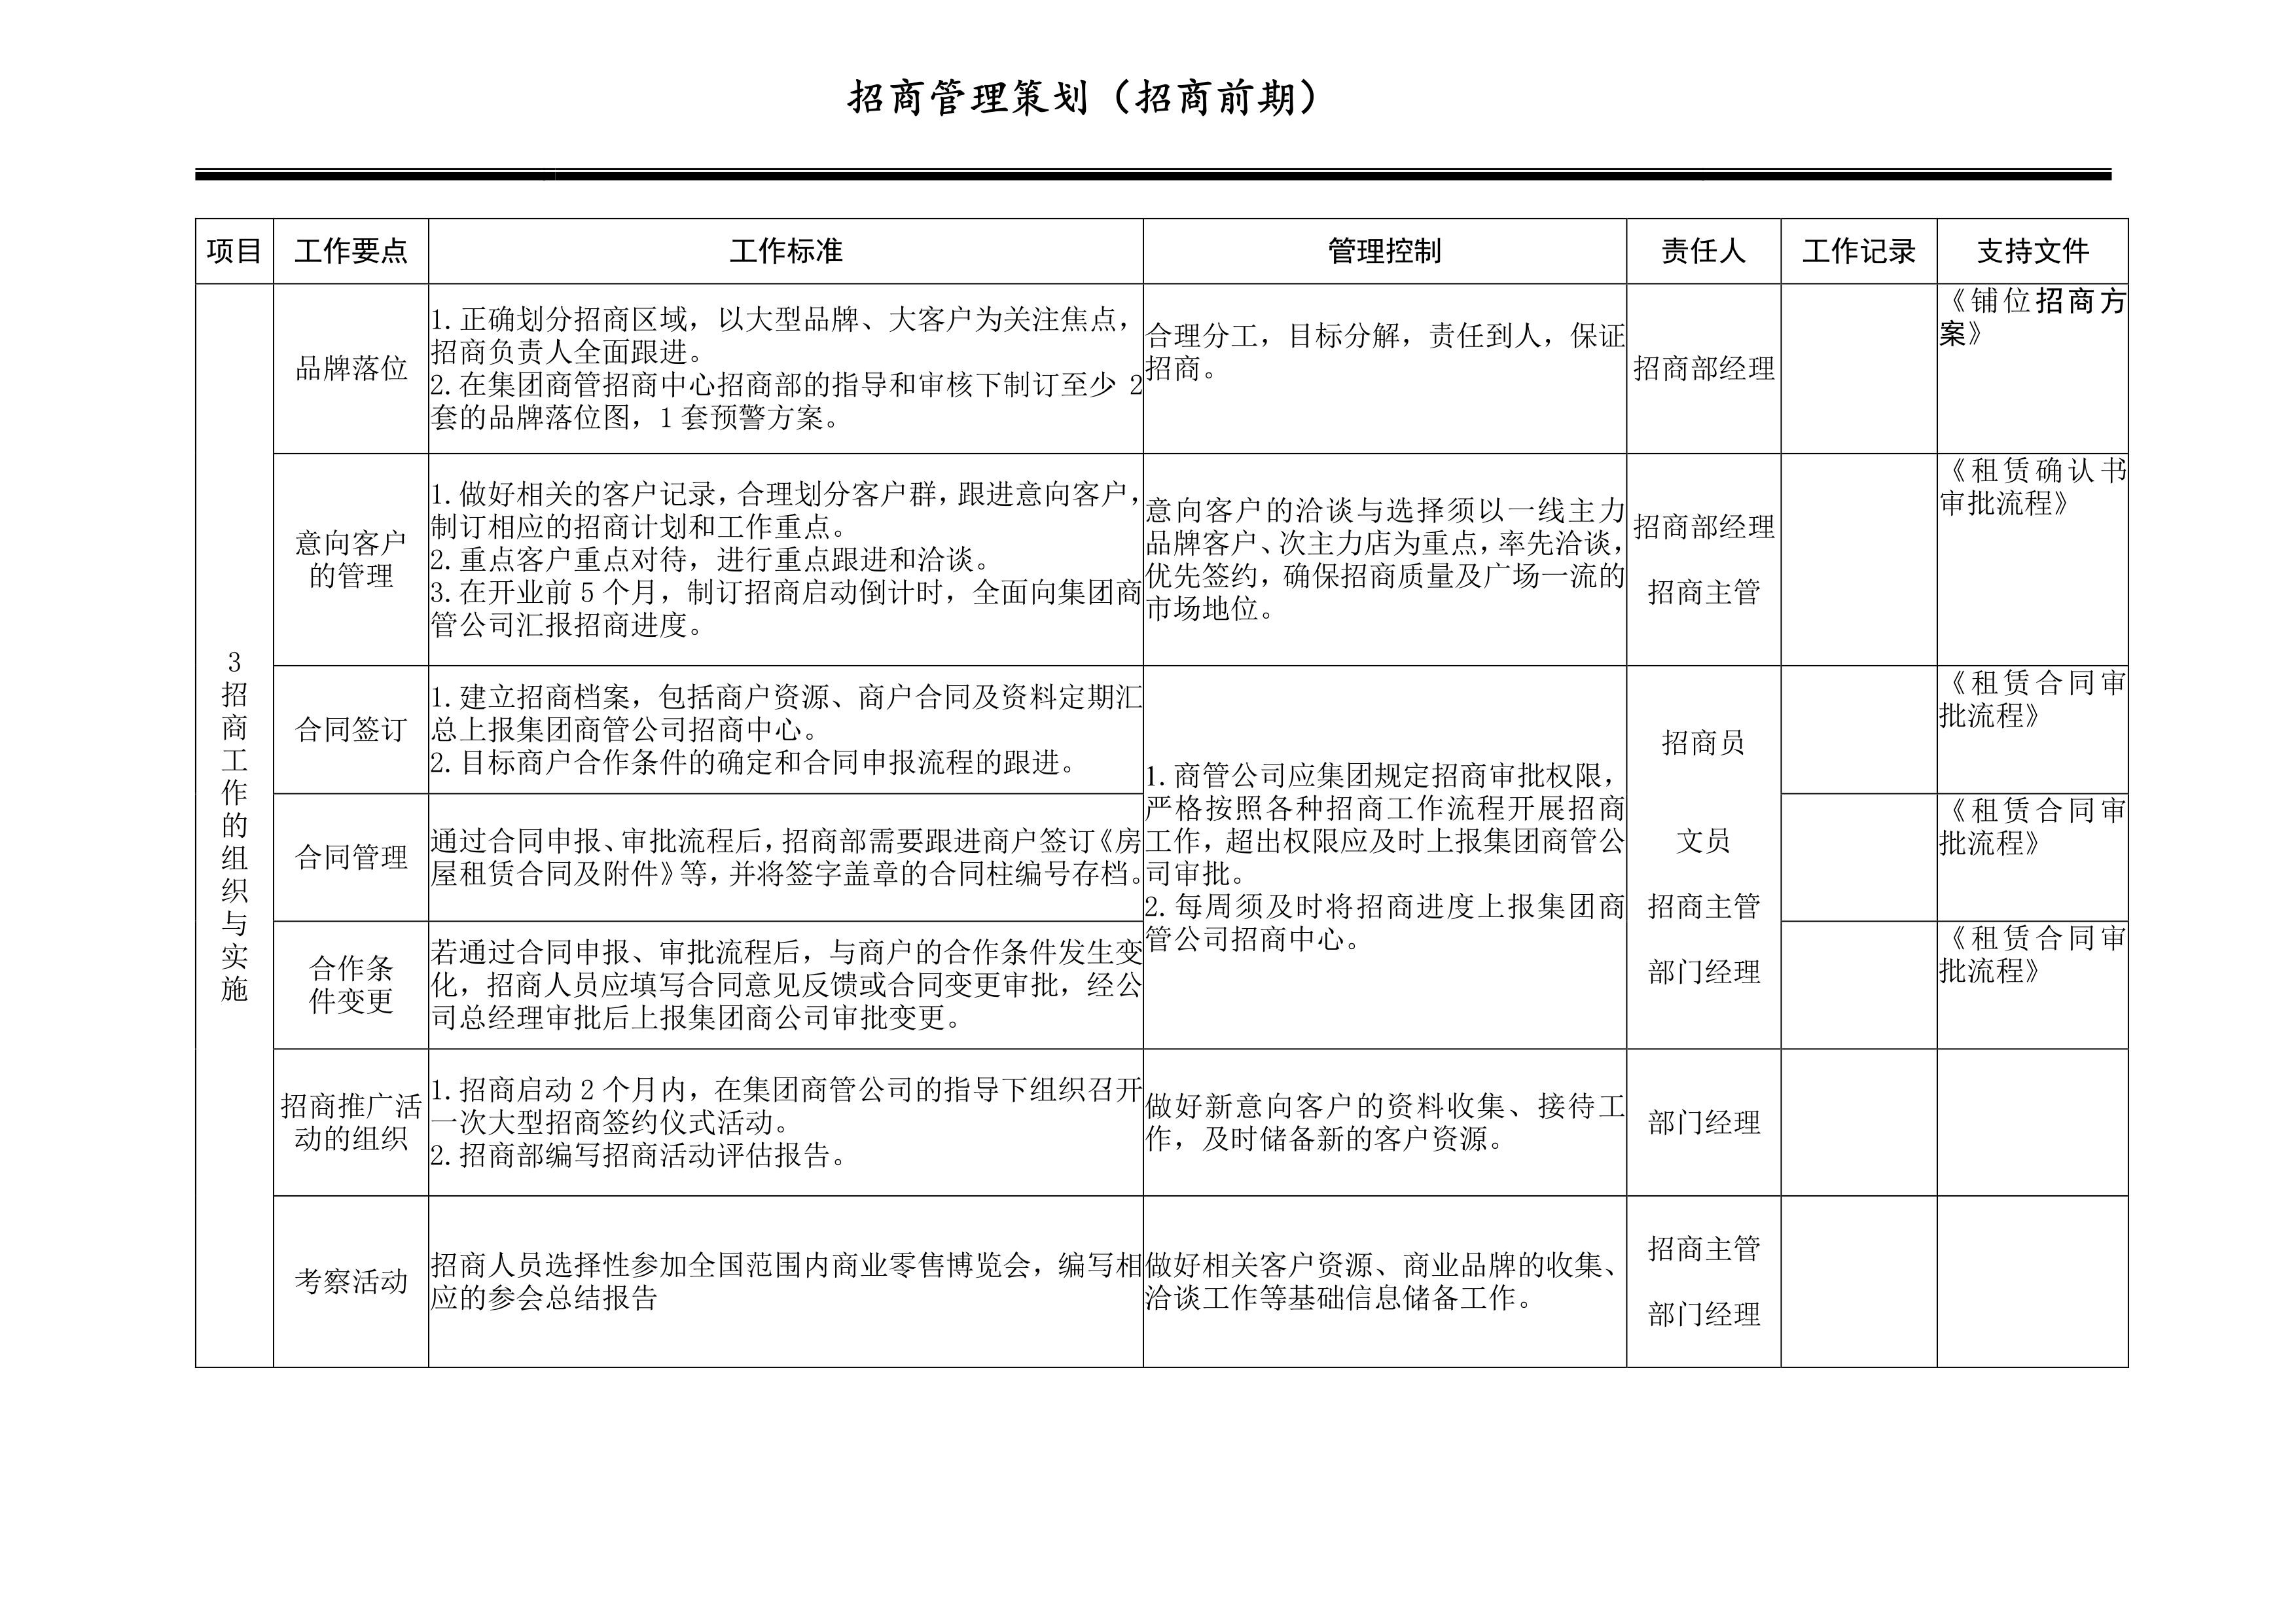 招商管理策划（招商前期）
项目
工作要点
工作标准
管理控制
责任人
工作记录
支持文件
3
招
商
工
作
的
组
织
与
实
施
品牌落位
1.正确划分招商区域，以大型品牌、大客户为关注焦点，
招商负责人全面跟进。
2.在集团商管招商中心招商部的指导和审核下制订至少 2
套的品牌落位图，1 套预警方案。
合理分工，目标分解，责任到人，保证
招商。
招商部经理
《铺位招商方
案》
意向客户
的管理
1.做好相关的客户记录，合理划分客户群，跟进意向客户，
制订相应的招商计划和工作重点。
2.重点客户重点对待，进行重点跟进和洽谈。
3.在开业前 5 个月，制订招商启动倒计时，全面向集团商
管公司汇报招商进度。
意向客户的洽谈与选择须以一线主力
品牌客户、次主力店为重点，率先洽谈，
优先签约，确保招商质量及广场一流的
市场地位。
招商部经理
招商主管
《租赁确认书
审批流程》
合同签订
1.建立招商档案，包括商户资源、商户合同及资料定期汇
总上报集团商管公司招商中心。
2.目标商户合作条件的确定和合同申报流程的跟进。
1.商管公司应集团规定招商审批权限，
严格按照各种招商工作流程开展招商
工作，超出权限应及时上报集团商管公
司审批。
2.每周须及时将招商进度上报集团商
管公司招商中心。
招商员
文员
招商主管
部门经理
《租赁合同审
批流程》
合同管理
通过合同申报、审批流程后，招商部需要跟进商户签订《房
屋租赁合同及附件》等，并将签字盖章的合同柱编号存档。
《租赁合同审
批流程》
合作条
件变更
若通过合同申报、审批流程后，与商户的合作条件发生变
化，招商人员应填写合同意见反馈或合同变更审批，经公
司总经理审批后上报集团商公司审批变更。
《租赁合同审
批流程》
招商推广活
动的组织
1.招商启动 2 个月内，在集团商管公司的指导下组织召开
一次大型招商签约仪式活动。
2.招商部编写招商活动评估报告。
做好新意向客户的资料收集、接待工
作，及时储备新的客户资源。
部门经理
考察活动
招商人员选择性参加全国范围内商业零售博览会，编写相
应的参会总结报告
做好相关客户资源、商业品牌的收集、
洽谈工作等基础信息储备工作。
招商主管
部门经理